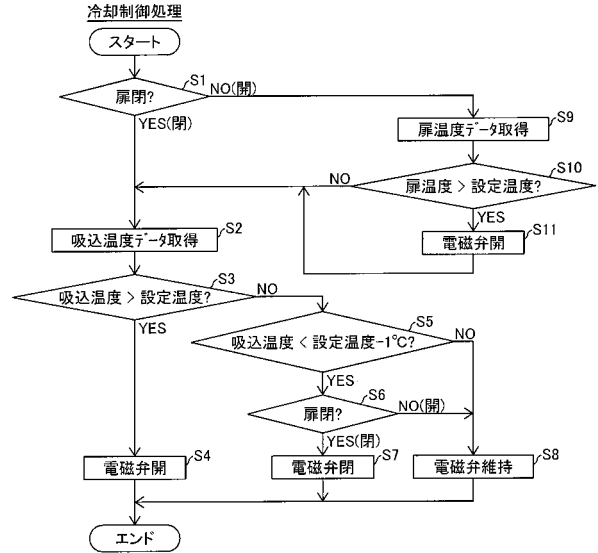 冷却制御処理
スタート
S1
扉閉?
NO(開)
YES(閉)
S9
扉温度データ取得
S10
扉温度 > 設定温度?
NO
YES
S11
電磁弁開
S2
吸込温度データ取得
S3
吸込温度 > 設定温度?
NO
YES
S5
吸込温度 < 設定温度-1℃?
NO
YES
S6
扉閉?
NO(開)
YES(閉)
S4
電磁弁開
S7
電磁弁閉
S8
電磁弁維持
エンド